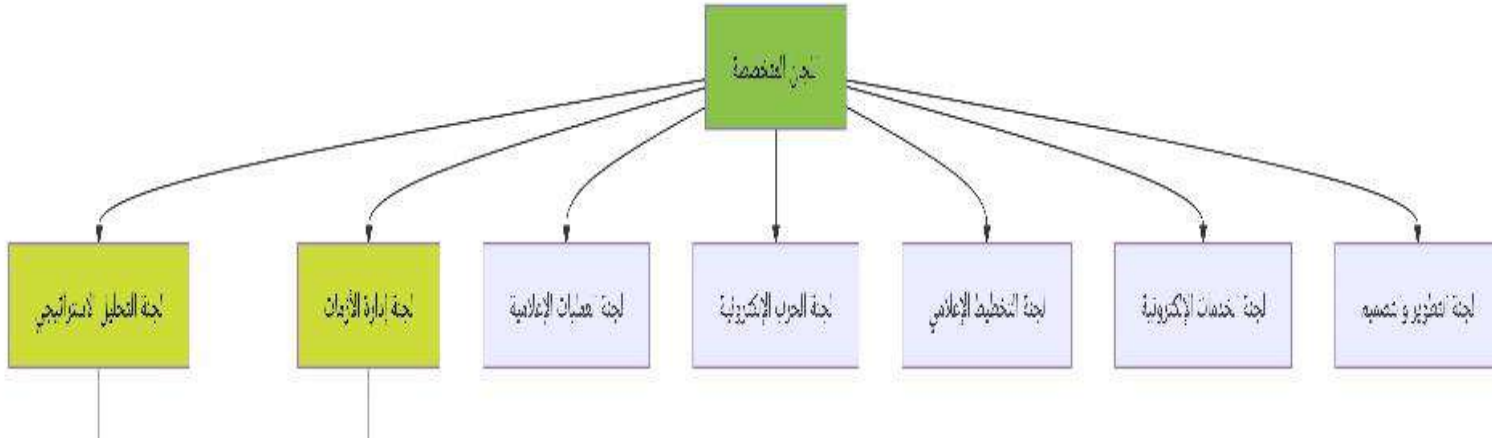 اللجان المتخصصة
لجنة التطوير والتصميم
لجنة الخدمات الإلكترونية
لجنة التخطيط الإعلامي
لجنة الحرب الإلكترونية
لجنة العمليات الإعلامية
لجنة إدارة الأزمات
لجنة التحليل الاستراتيجي